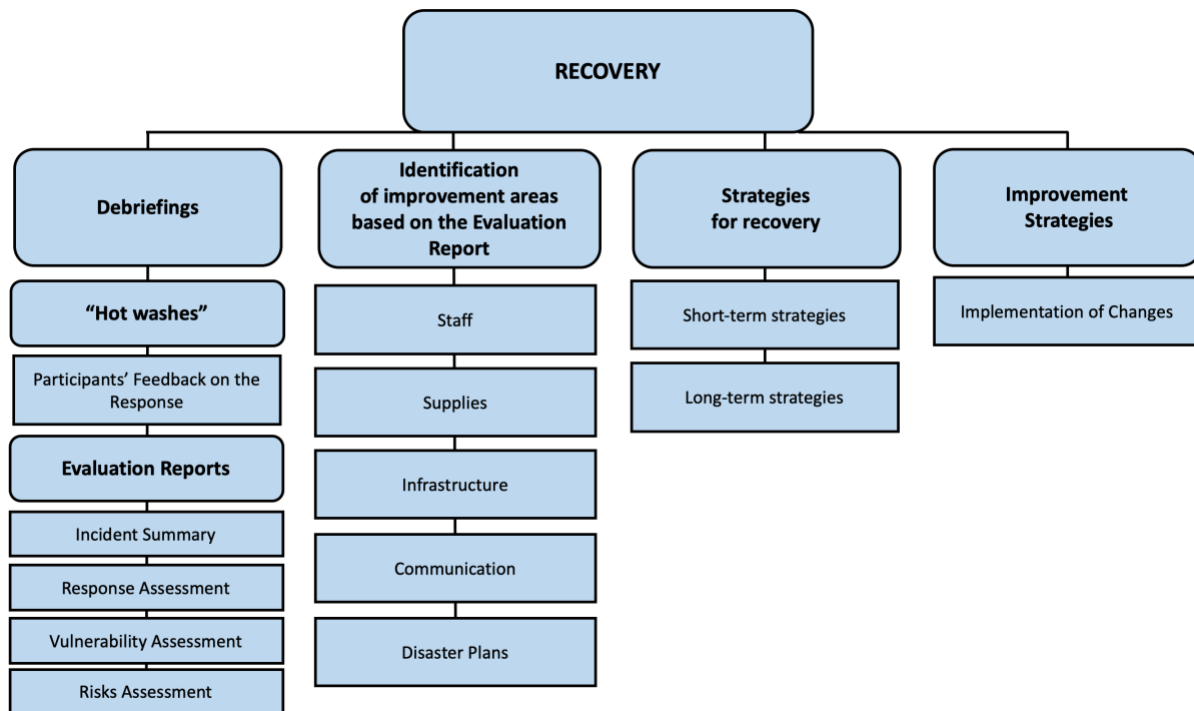 RECOVERY
Debriefings
“Hot washes”
Participants’ Feedback on the
Response
Evaluation Reports
Incident Summary
Response Assessment
Vulnerability Assessment
Risks Assessment
Identification
of improvement areas
based on the Evaluation
Report
Staff
Supplies
Infrastructure
Communication
Disaster Plans
Strategies
for recovery
Short-term strategies
Long-term strategies
Improvement
Strategies
Implementation of Changes